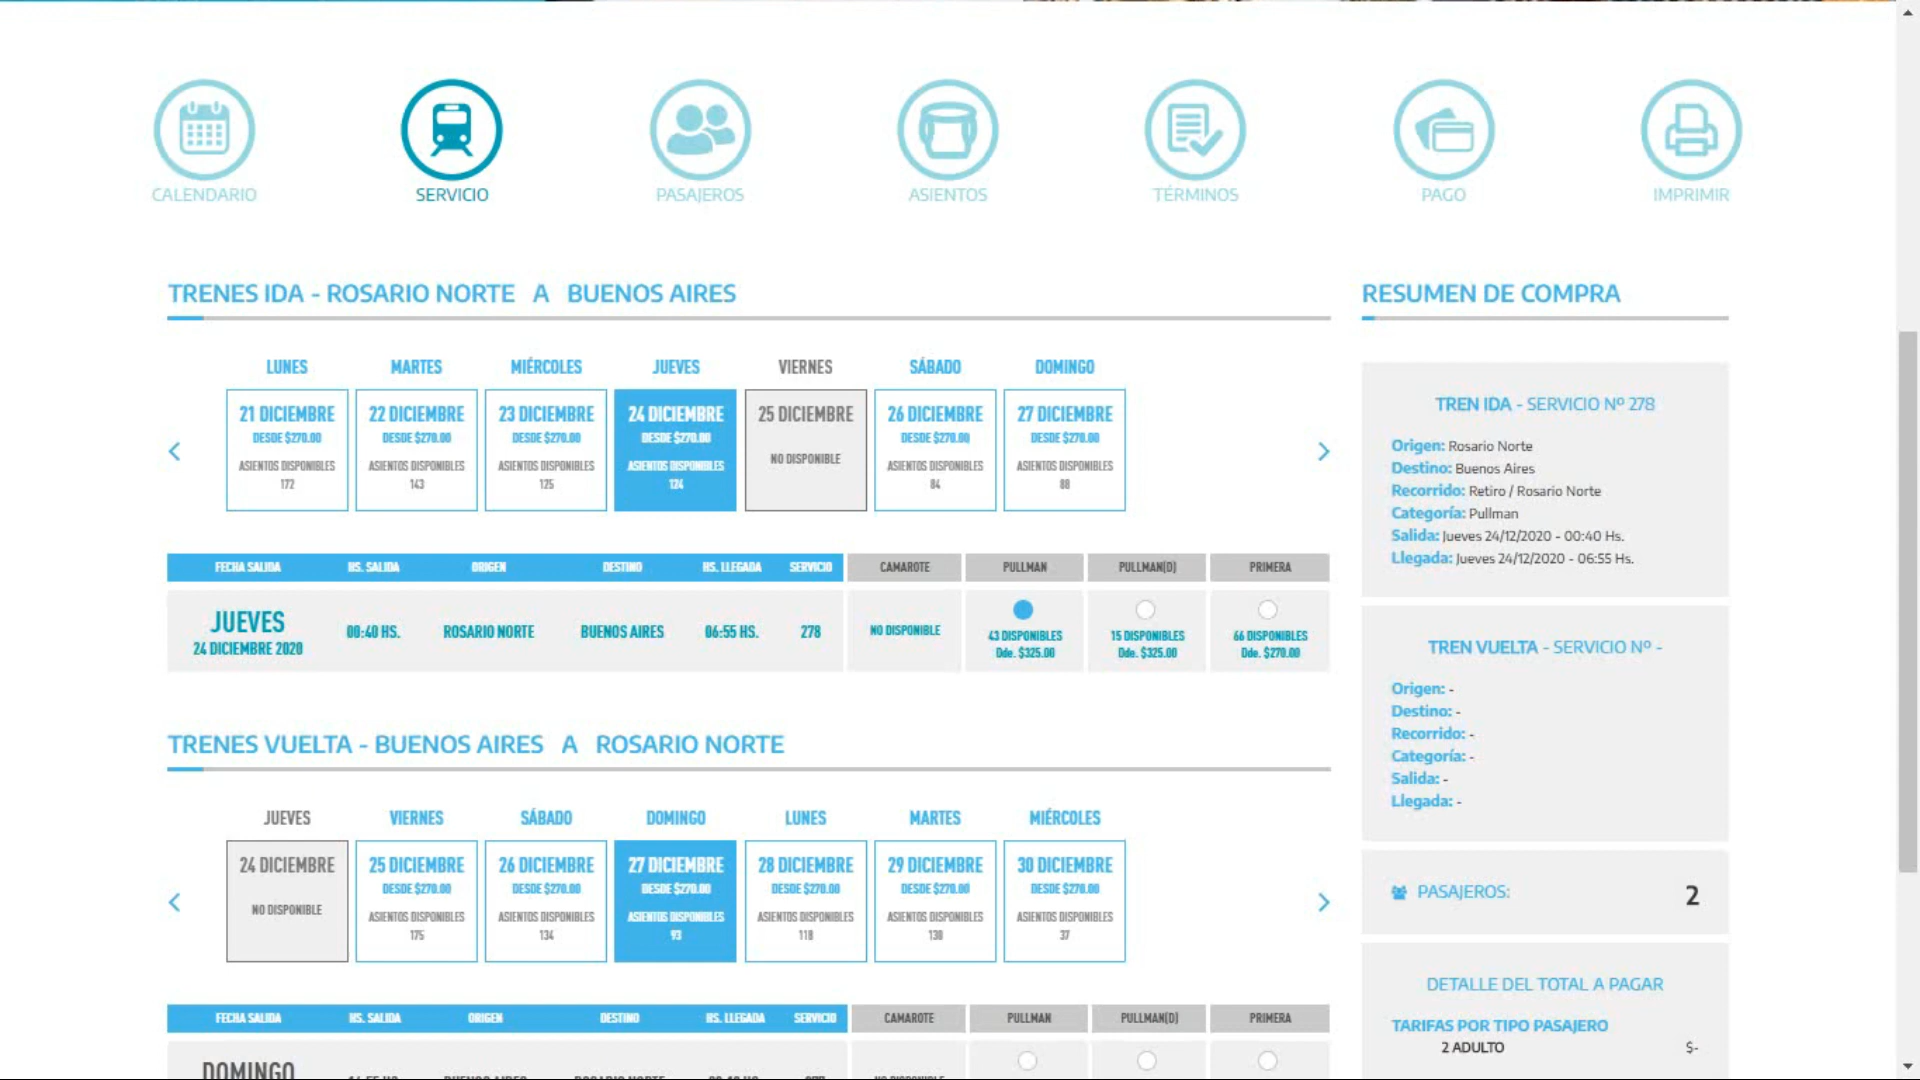 CALENDARIO
SERVICIO
PASAJEROS
ASIENTOS
TÉRMINOS
PAGO
IMPRIMIR
TRENES IDA - ROSARIO NORTE A BUENOS AIRES
LUNES MARTES MIÉRCOLES JUEVES VIERNES SÁBADO DOMINGO
21 DICIEMBRE 22 DICIEMBRE 23 DICIEMBRE 24 DICIEMBRE 25 DICIEMBRE 26 DICIEMBRE 27 DICIEMBRE
DESDE $270.00 DESDE $270.00 DESDE $270.00 DESDE $270.00 NO DISPONIBLE DESDE $270.00 DESDE $270.00
ASIENTOS DISPONIBLES ASIENTOS DISPONIBLES ASIENTOS DISPONIBLES ASIENTOS DISPONIBLES ASIENTOS DISPONIBLES ASIENTOS DISPONIBLES
172 143 125 124 84 88
FECHA SALIDA HS. SALIDA ORIGEN DESTINO HS. LLEGADA SERVICIO CAMAROTE PULLMAN PULLMAN(D) PRIMERA
JUEVES
24 DICIEMBRE 2020 00:40 HS. ROSARIO NORTE BUENOS AIRES 06:55 HS. 278 NO DISPONIBLE 43 DISPONIBLES 15 DISPONIBLES 66 DISPONIBLES
Dde. $325.00 Dde. $325.00 Dde. $270.00
TRENES VUELTA - BUENOS AIRES A ROSARIO NORTE
JUEVES VIERNES SÁBADO DOMINGO LUNES MARTES MIÉRCOLES
24 DICIEMBRE 25 DICIEMBRE 26 DICIEMBRE 27 DICIEMBRE 28 DICIEMBRE 29 DICIEMBRE 30 DICIEMBRE
NO DISPONIBLE DESDE $270.00 DESDE $270.00 DESDE $270.00 DESDE $270.00 DESDE $270.00 DESDE $270.00
ASIENTOS DISPONIBLES ASIENTOS DISPONIBLES ASIENTOS DISPONIBLES ASIENTOS DISPONIBLES ASIENTOS DISPONIBLES ASIENTOS DISPONIBLES
175 134 93 118 138 37
FECHA SALIDA HS. SALIDA ORIGEN DESTINO HS. LLEGADA SERVICIO CAMAROTE PULLMAN PULLMAN(D) PRIMERA
DOMINGO
RESUMEN DE COMPRA
TREN IDA - SERVICIO Nº 278
Origen: Rosario Norte
Destino: Buenos Aires
Recorrido: Retiro / Rosario Norte
Categoría: Pullman
Salida: Jueves 24/12/2020 - 00:40 Hs.
Llegada: Jueves 24/12/2020 - 06:55 Hs.
TREN VUELTA - SERVICIO Nº -
Origen: -
Destino: -
Recorrido: -
Categoría: -
Salida: -
Llegada: -
PASAJEROS: 2
DETALLE DEL TOTAL A PAGAR
TARIFAS POR TIPO PASAJERO
2 ADULTO $-